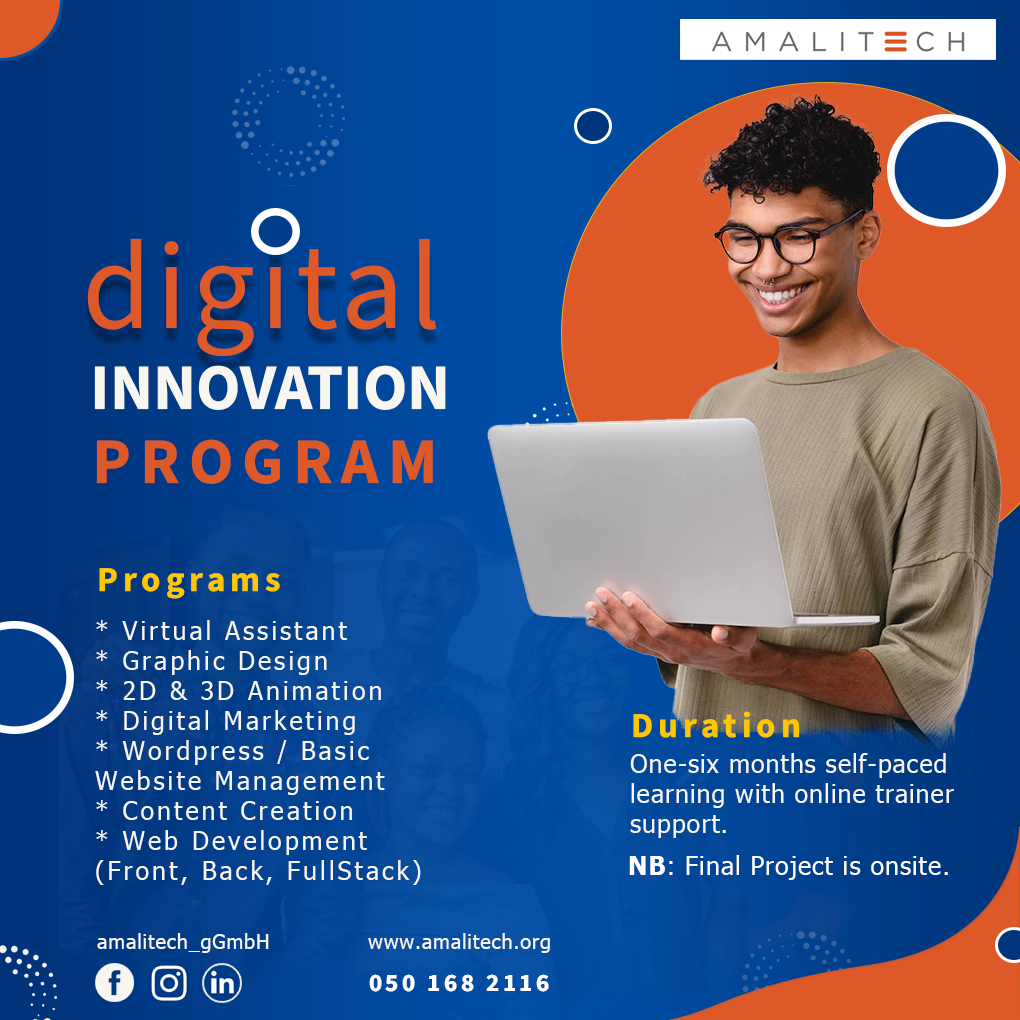 AMALITECH
digital
INNOVATION
PROGRAM
Programs
* Virtual Assistant
* Graphic Design
* 2D & 3D Animation
* Digital Marketing
* Wordpress / Basic
Website Management
* Content Creation
* Web Development
(Front, Back, FullStack)
Duration
One-six months self-paced
learning with online trainer
support.
NB: Final Project is onsite.
amalitech_gGmbH
www.amalitech.org
f
in
050 168 2116